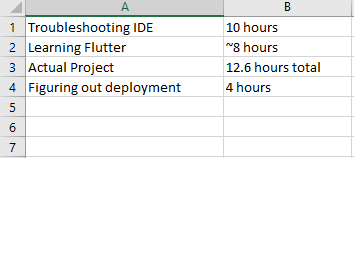 A B
1 Troubleshooting IDE 10 hours
2 Learning Flutter ~8 hours
3 Actual Project 12.6 hours total
4 Figuring out deployment 4 hours
5
6
7